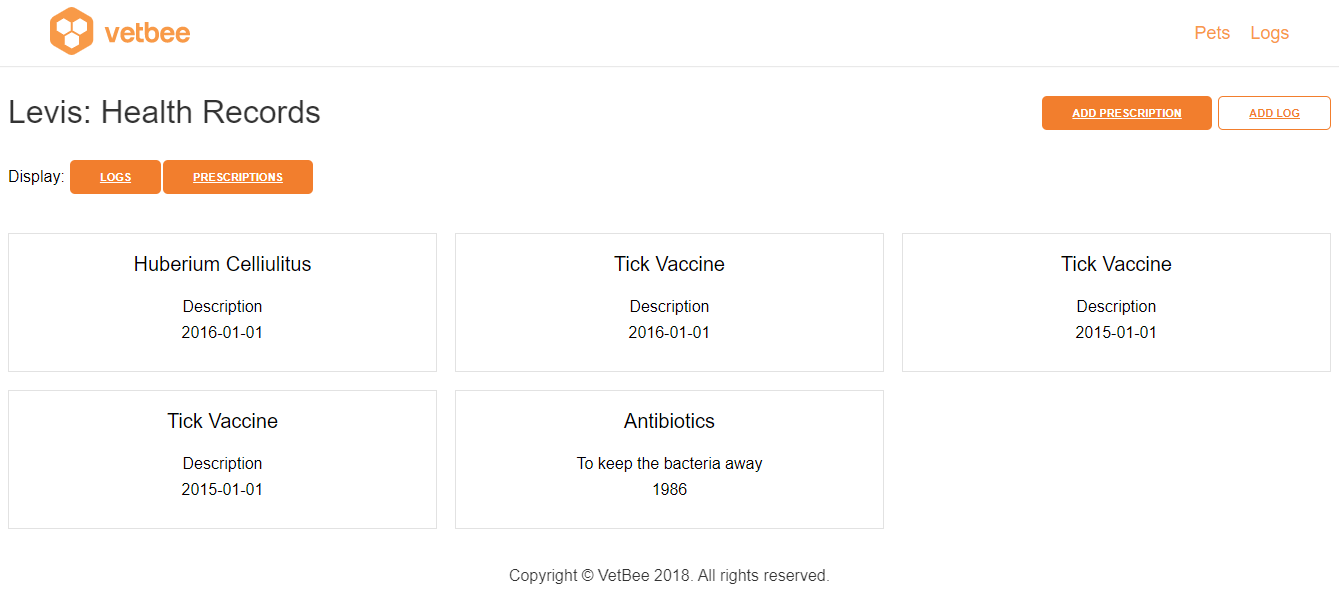 vetbee
Pets Logs
Levis: Health Records
ADD PRESCRIPTION ADD LOG
Display: LOGS PRESCRIPTIONS
Huberium Celliulitus
Description
2016-01-01
Tick Vaccine
Description
2016-01-01
Tick Vaccine
Description
2015-01-01
Tick Vaccine
Description
2015-01-01
Antibiotics
To keep the bacteria away
1986
Copyright © VetBee 2018. All rights reserved.